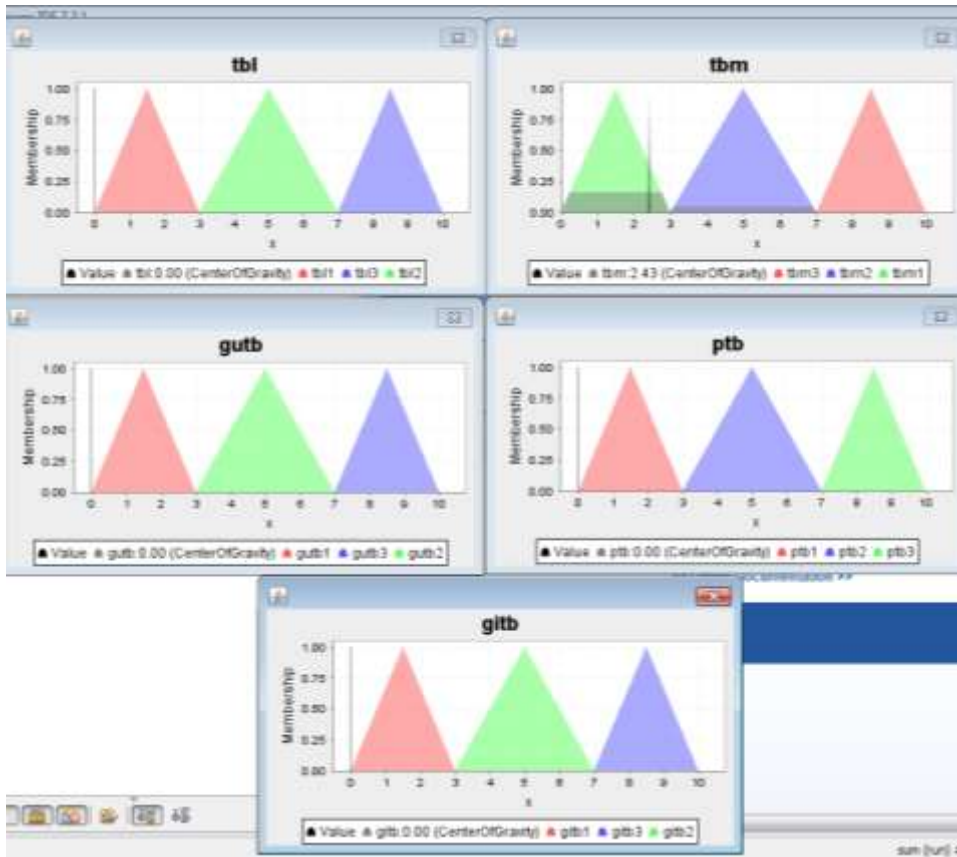 tbl
Membership
1.00
0.75
0.50
0.25
0.00
0 1 2 3 4 5 6 7 8 9 10
x
Value tbl:0.00 (CenterOfGravity) tbl1 tbl3 tbl2
tbm
Membership
1.00
0.75
0.50
0.25
0.00
0 1 2 3 4 5 6 7 8 9 10
x
Value tbm:2.43 (CenterOfGravity) tbm3 tbm2 tbm1
gutb
Membership
1.00
0.75
0.50
0.25
0.00
0 1 2 3 4 5 6 7 8 9 10
x
Value gutb:0.00 (CenterOfGravity) gutb1 gutb3 gutb2
ptb
Membership
1.00
0.75
0.50
0.25
0.00
0 1 2 3 4 5 6 7 8 9 10
x
Value ptb:0.00 (CenterOfGravity) ptb1 ptb2 ptb3
gitb
Membership
1.00
0.75
0.50
0.25
0.00
0 1 2 3 4 5 6 7 8 9 10
x
Value gitb:0.00 (CenterOfGravity) gitb1 gitb3 gitb2
sum (run)